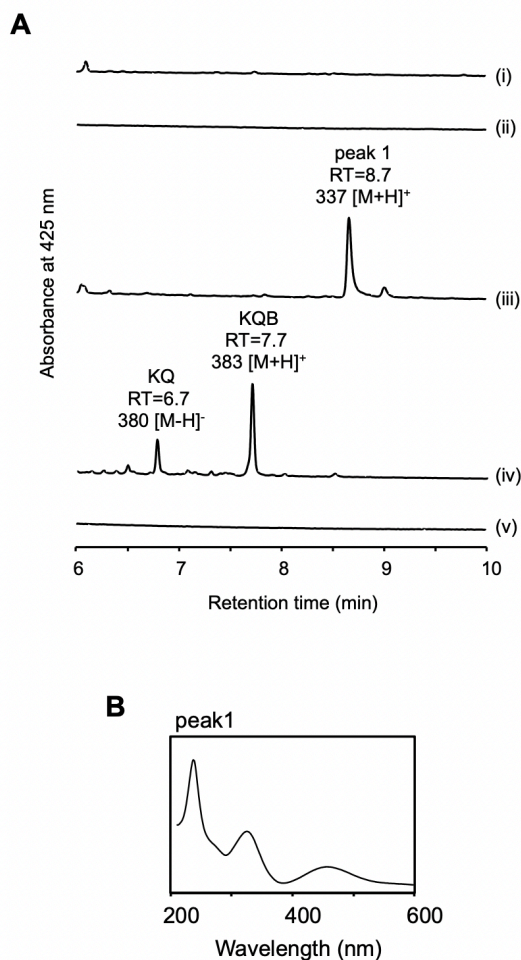 A
(i)
(ii)
peak 1
RT=8.7
337 [M+H]⁺
(iii)
KQB
RT=7.7
383 [M+H]⁺
KQ
RT=6.7
380 [M-H]⁻
(iv)
(v)
Absorbance at 425 nm
6 7 8 9 10
Retention time (min)
B
peak1
200 400 600
Wavelength (nm)